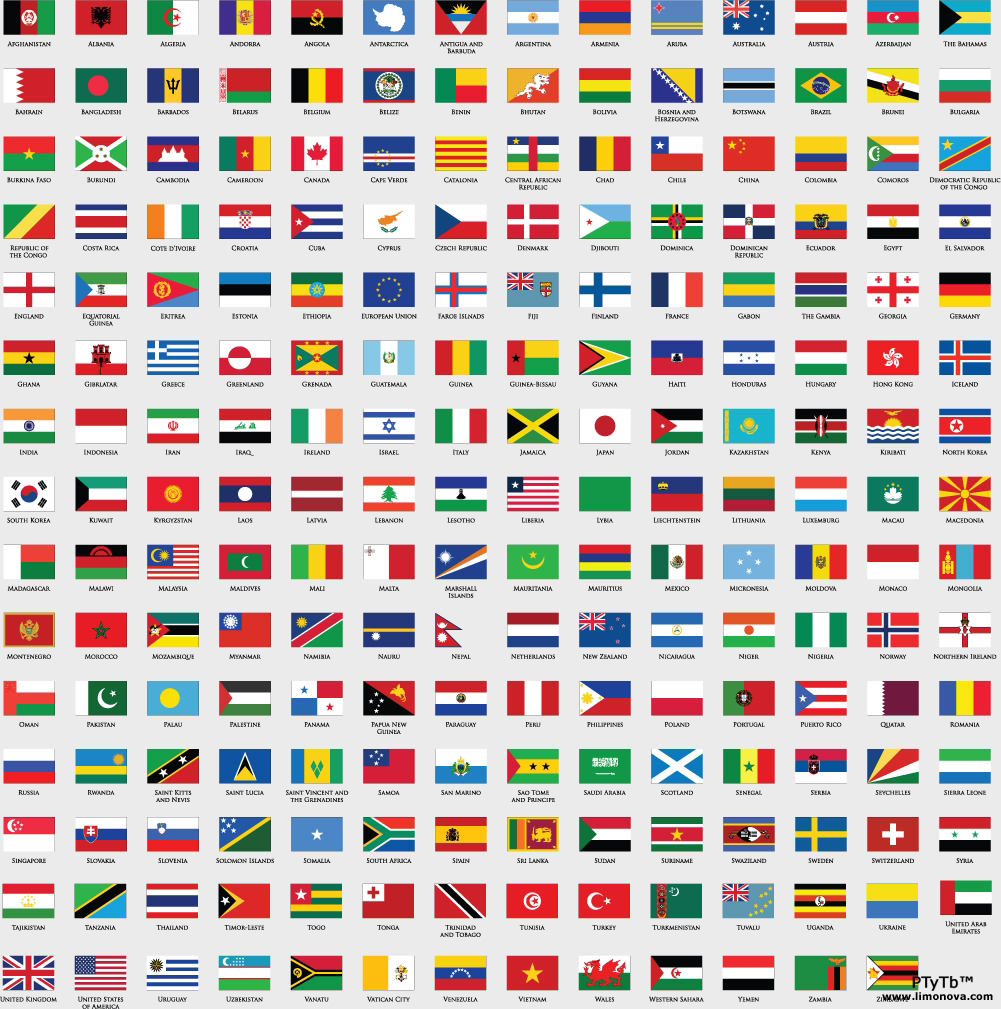 AFGHANISTAN ALBANIA ALGERIA ANDORRA ANGOLA ANTARCTICA ANTIGUA AND BARBUDA ARGENTINA ARMENIA ARUBA AUSTRALIA AUSTRIA AZERBAIJAN THE BAHAMAS
BAHRAIN BANGLADESH BARBADOS BELARUS BELGIUM BELIZE BENIN BHUTAN BOLIVIA BOSNIA AND HERZEGOVINA BOTSWANA BRAZIL BRUNEI BULGARIA
BURKINA FASO BURUNDI CAMBODIA CAMEROON CANADA CAPE VERDE CATALONIA CENTRAL AFRICAN REPUBLIC CHAD CHILE CHINA COLOMBIA COMOROS DEMOCRATIC REPUBLIC OF THE CONGO
REPUBLIC OF THE CONGO COSTA RICA COTE D'IVOIRE CROATIA CUBA CYPRUS CZECH REPUBLIC DENMARK DJIBOUTI DOMINICA DOMINICAN REPUBLIC ECUADOR EGYPT EL SALVADOR
ENGLAND EQUATORIAL GUINEA ERITREA ESTONIA ETHIOPIA EUROPEAN UNION FAROE ISLNADS FIJI FINLAND FRANCE GABON THE GAMBIA GEORGIA GERMANY
GHANA GIBRLATAR GREECE GREENLAND GRENADA GUATEMALA GUINEA GUINEA-BISSAU GUYANA HAITI HONDURAS HUNGARY HONG KONG ICELAND
INDIA INDONESIA IRAN IRAQ IRELAND ISRAEL ITALY JAMAICA JAPAN JORDAN KAZAKHSTAN KENYA KIRIBATI NORTH KOREA
SOUTH KOREA KUWAIT KYRGYZSTAN LAOS LATVIA LEBANON LESOTHO LIBERIA LYBIA LIECHTENSTEIN LITHUANIA LUXEMBURG MACAU MACEDONIA
MADAGASCAR MALAWI MALAYSIA MALDIVES MALI MALTA MARSHALL ISLANDS MAURITANIA MAURITIUS MEXICO MICRONESIA MOLDOVA MONACO MONGOLIA
MONTENEGRO MOROCCO MOZAMBIQUE MYANMAR NAMIBIA NAURU NEPAL NETHERLANDS NEW ZEALAND NICARAGUA NIGER NIGERIA NORWAY NORTHERN IRELAND
OMAN PAKISTAN PALAU PALESTINE PANAMA PAPUA NEW GUINEA PARAGUAY PERU PHILIPPINES POLAND PORTUGAL PUERTO RICO QUATAR ROMANIA
RUSSIA RWANDA SAINT KITTS AND NEVIS SAINT LUCIA SAINT VINCENT AND THE GRENADINES SAMOA SAN MARINO SAO TOME AND PRINCIPE SAUDI ARABIA SCOTLAND SENEGAL SERBIA SEYCHELLES SIERRA LEONE
SINGAPORE SLOVAKIA SLOVENIA SOLOMON ISLANDS SOMALIA SOUTH AFRICA SPAIN SRI LANKA SUDAN SURINAME SWAZILAND SWEDEN SWITZERLAND SYRIA
TAJIKISTAN TANZANIA THAILAND TIMOR-LESTE TOGO TONGA TRINIDAD AND TOBAGO TUNISIA TURKEY TURKMENISTAN TUVALU UGANDA UKRAINE UNITED ARAB EMIRATES
UNITED KINGDOM UNITED STATES OF AMERICA URUGUAY UZBEKISTAN VANATU VATICAN CITY VENEZUELA VIETNAM WALES WESTERN SAHARA YEMEN ZAMBIA
PTyTb™
www.limonova.com